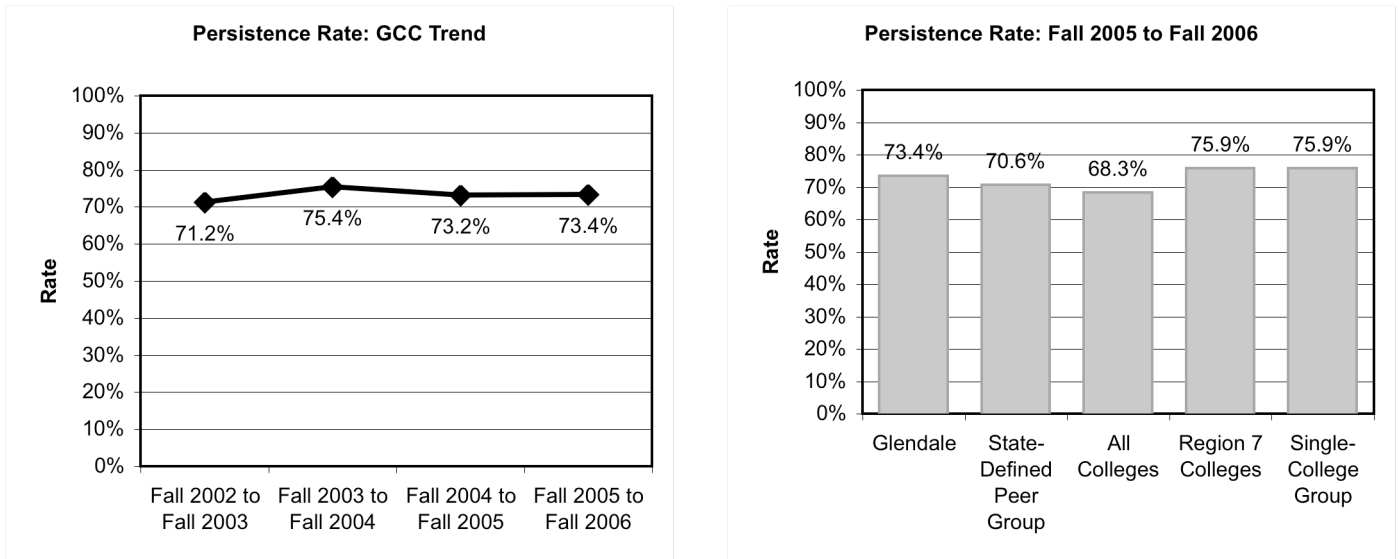 Persistence Rate: GCC Trend
100%
90%
80%
70%
60%
50%
40%
30%
20%
10%
0%
Rate
71.2%
75.4%
73.2%
73.4%
Fall 2002 to
Fall 2003
Fall 2003 to
Fall 2004
Fall 2004 to
Fall 2005
Fall 2005 to
Fall 2006
Persistence Rate: Fall 2005 to Fall 2006
100%
90%
80%
70%
60%
50%
40%
30%
20%
10%
0%
Rate
73.4%
70.6%
68.3%
75.9%
75.9%
Glendale
State-
Defined
Peer
Group
All
Colleges
Region 7
Colleges
Single-
College
Group